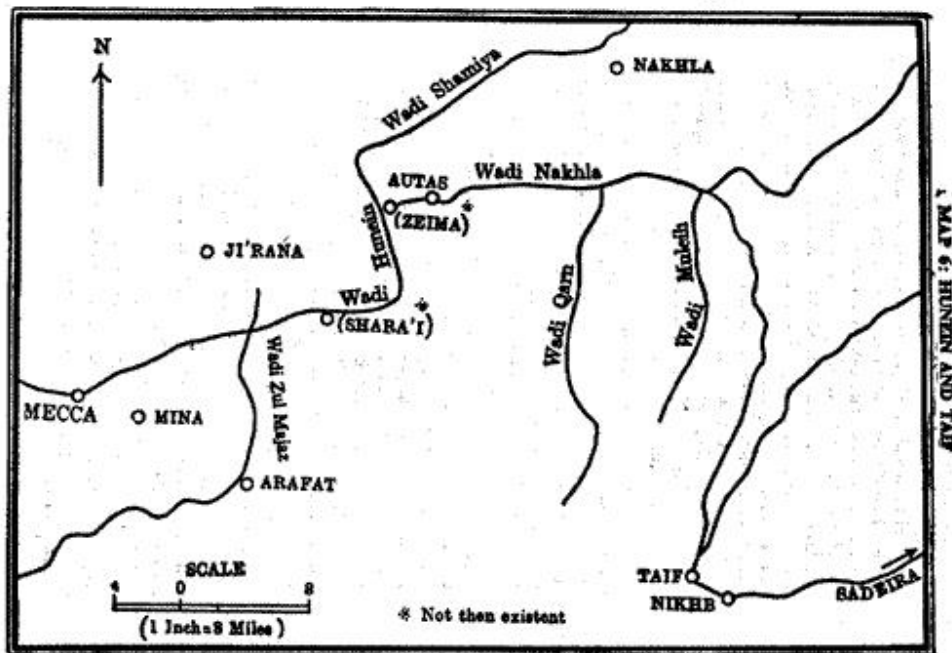 N
Wadi Shamiya
NAKHLA
Wadi Nakhla
AUTAS
(ZEIMA)*
Hunein
JI'RANA
Wadi
(SHARA'I)*
Wadi Qarn
Wadi Muleih
Wadi Zul Majaz
MECCA
MINA
ARAFAT
TAIF
NIKHB
SADEIRA
SCALE
4 0 8
(1 Inch=8 Miles)
* Not then existent
MAP 6: HUNEIN AND TAIF